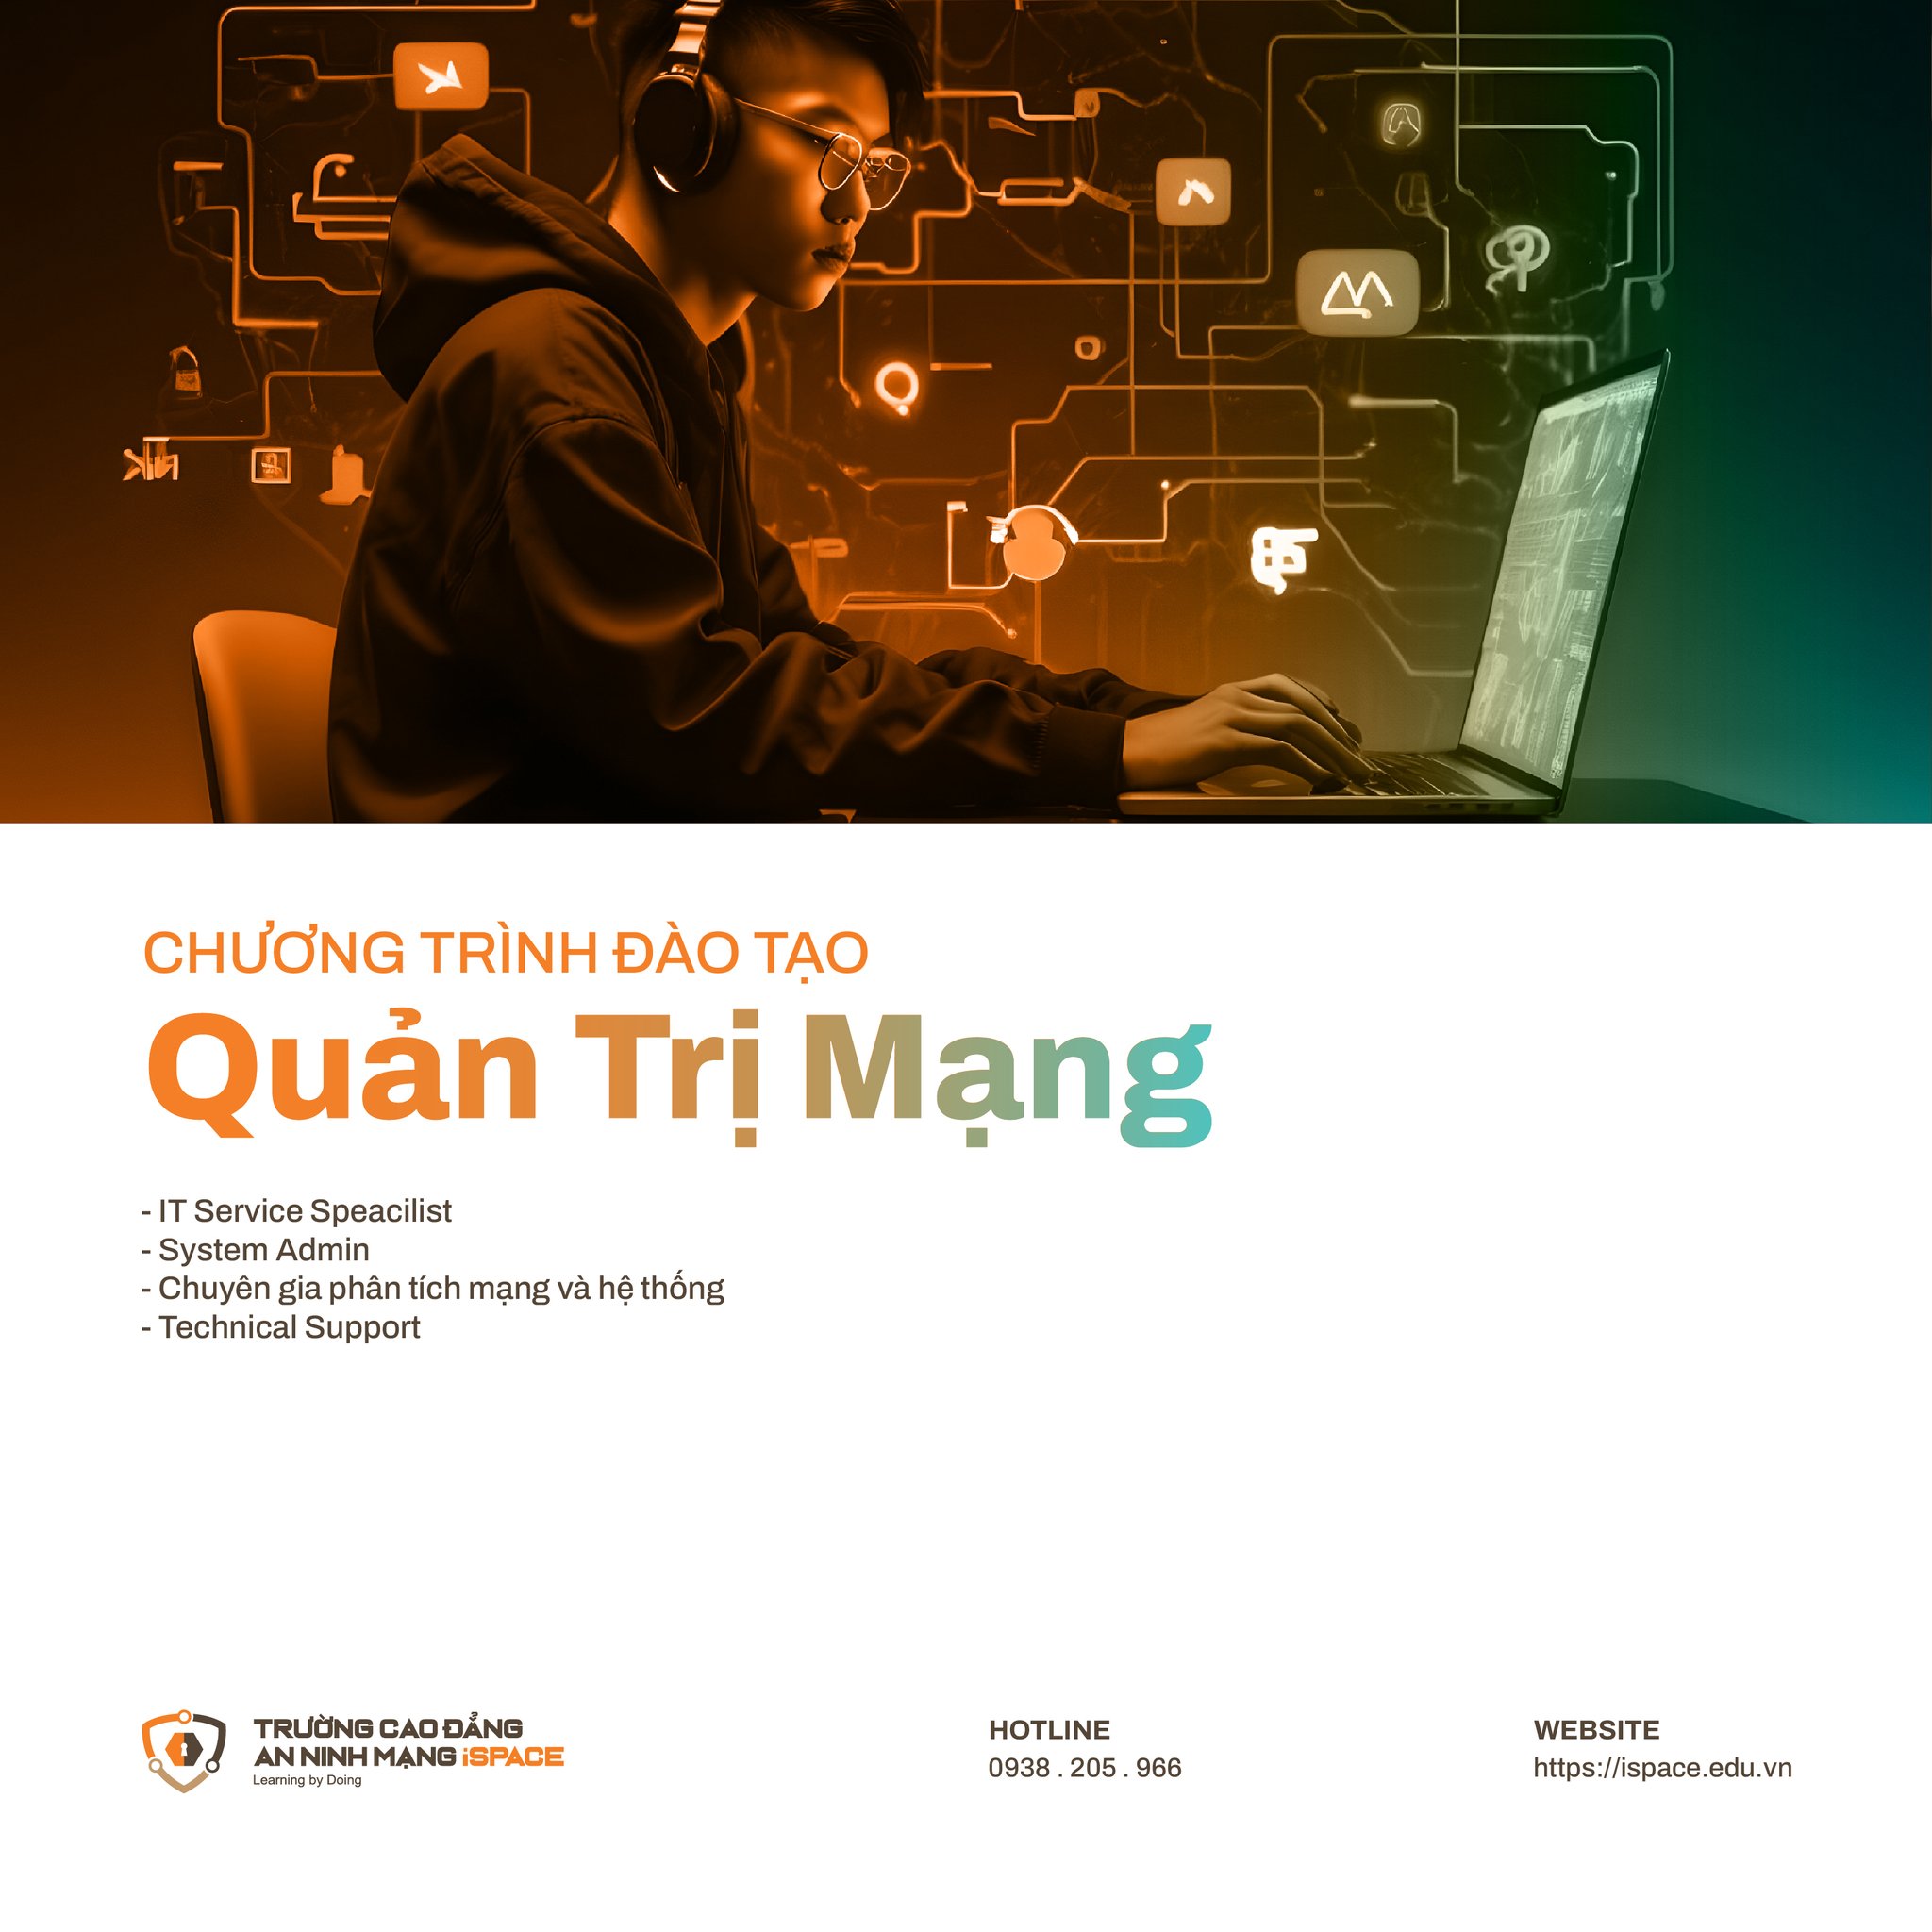 CHƯƠNG TRÌNH ĐÀO TẠO
Quản Trị Mạng
- IT Service Speacilist
- System Admin
- Chuyên gia phân tích mạng và hệ thống
- Technical Support
TRƯỜNG CAO ĐẲNG
AN NINH MẠNG iSPACE
Learning by Doing
HOTLINE
0938 . 205 . 966
WEBSITE
https://ispace.edu.vn